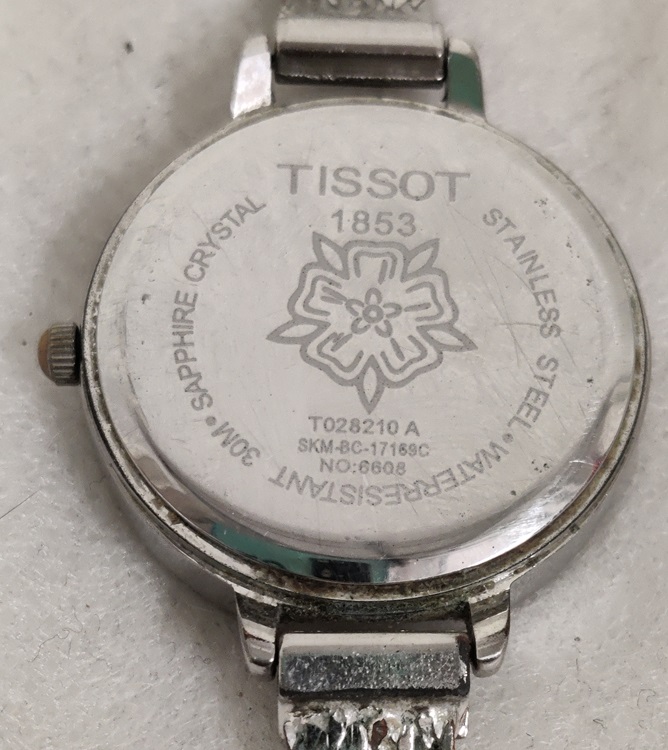 TISSOT
1853
T028210 A
SKM-BC-17169C
NO:6608
STAINLESS STEEL•WATERRESISTANT 30M•SAPPHIRE CRYSTAL